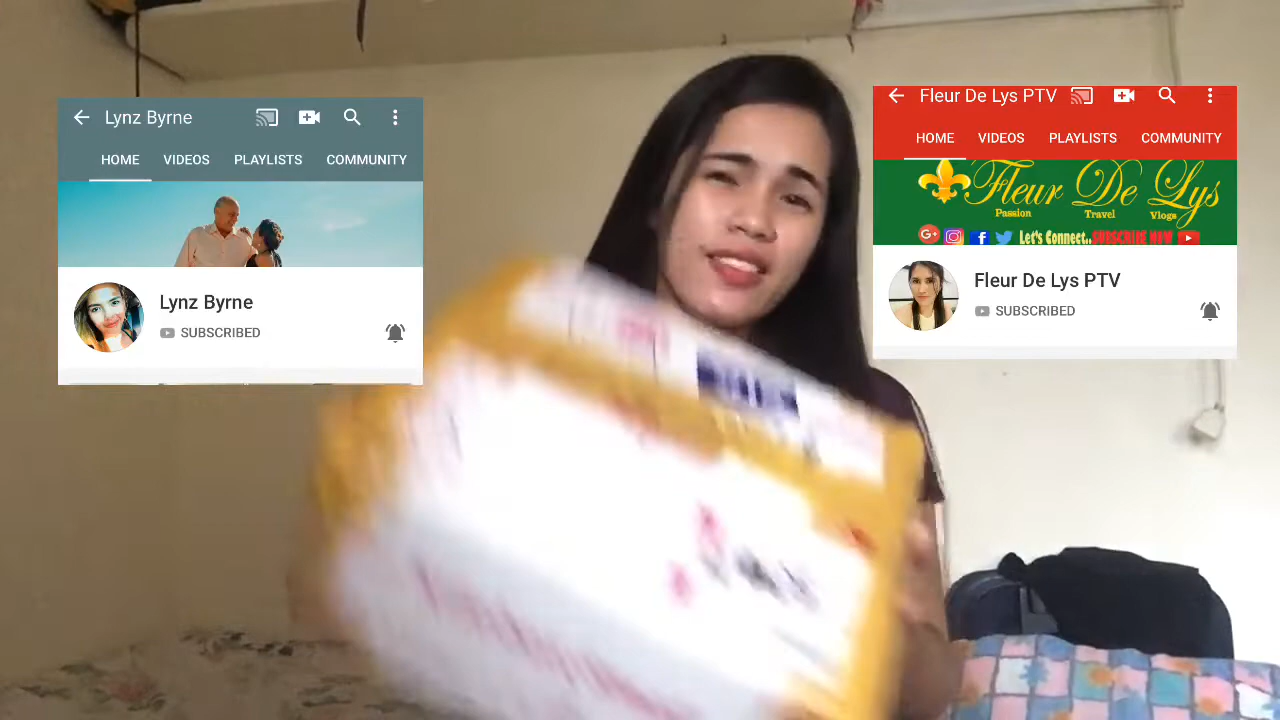 Lynz Byrne
HOME VIDEOS PLAYLISTS COMMUNITY
Lynz Byrne
SUBSCRIBED
Fleur De Lys PTV
HOME VIDEOS PLAYLISTS COMMUNITY
Fleur De Lys
Passion Travel Vlogs
Let's Connect..SUBSCRIBE NOW
Fleur De Lys PTV
SUBSCRIBED